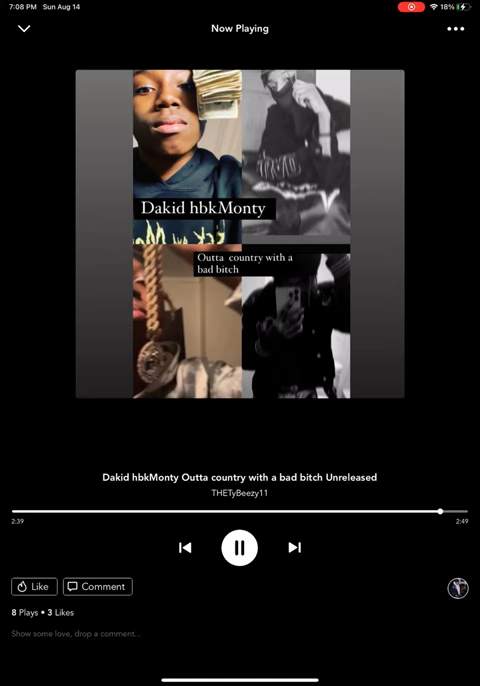 7:08 PM Sun Aug 14
18%
Now Playing
Dakid hbkMonty
Outta country with a
bad bitch
Dakid hbkMonty Outta country with a bad bitch Unreleased
THETyBeezy11
2:39
2:49
Like
Comment
8 Plays • 3 Likes
Show some love, drop a comment...